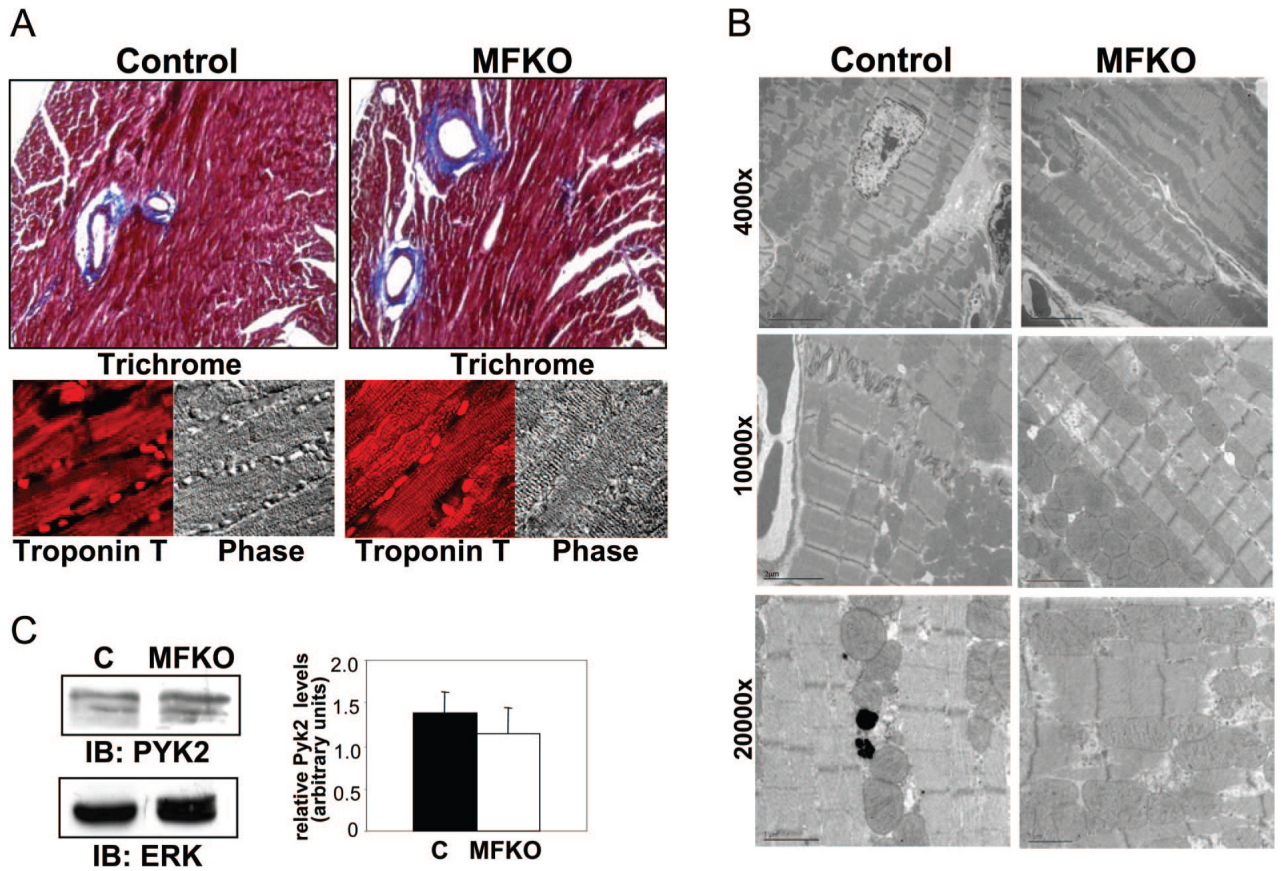 A
Control MFKO
Trichrome Trichrome
Troponin T Phase Troponin T Phase
B
Control MFKO
4000x
10000x
2µm
20000x
C
C MFKO
IB: PYK2
IB: ERK
relative Pyk2 levels
(arbitrary units)
2.0
1.5
1.0
0.5
0
C MFKO